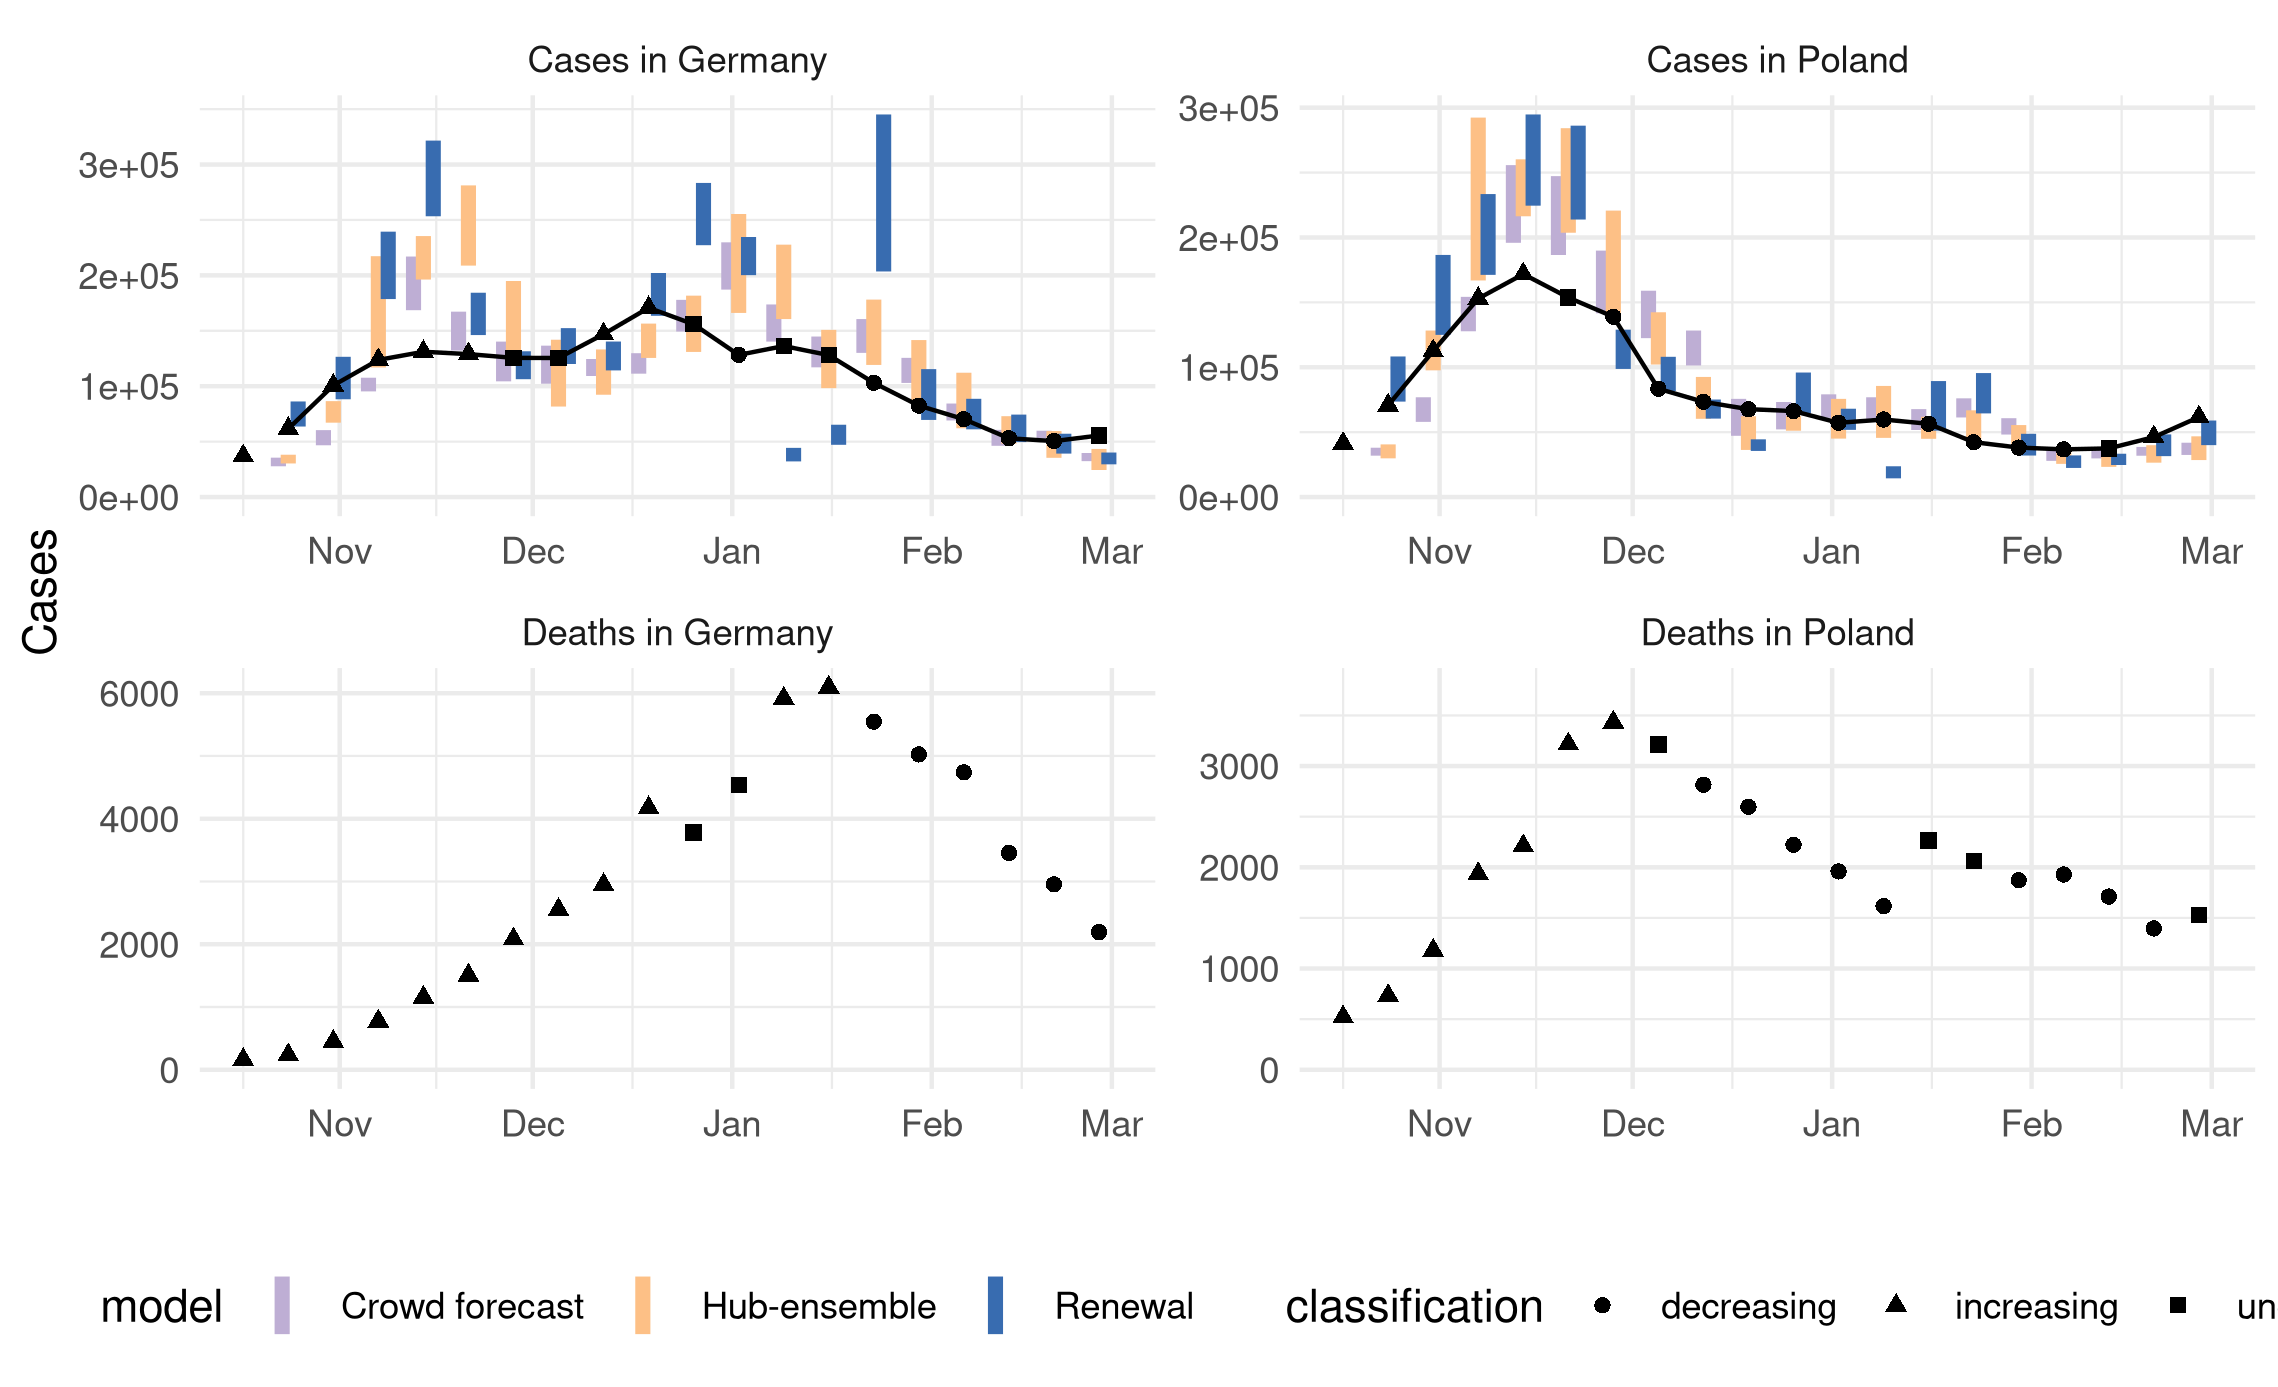 Cases in Germany
Cases in Poland
3e+05
2e+05
1e+05
0e+00
3e+05
2e+05
1e+05
0e+00
Nov Dec Jan Feb Mar
Nov Dec Jan Feb Mar
Cases
Deaths in Germany
Deaths in Poland
6000
4000
2000
0
3000
2000
1000
0
Nov Dec Jan Feb Mar
Nov Dec Jan Feb Mar
model Crowd forecast Hub-ensemble Renewal classification decreasing increasing un